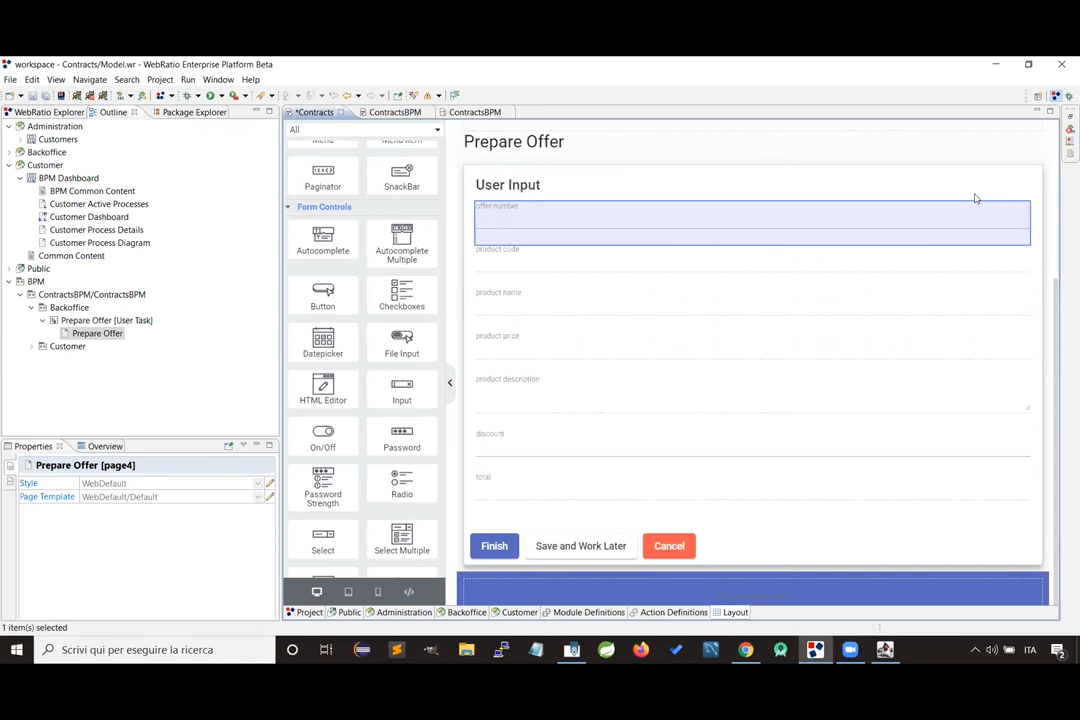 workspace - Contracts/Model.wr - WebRatio Enterprise Platform Beta
File Edit View Navigate Search Project Run Window Help
WebRatio Explorer Outline Package Explorer
Administration
Customers
Backoffice
Customer
BPM Dashboard
BPM Common Content
Customer Active Processes
Customer Dashboard
Customer Process Details
Customer Process Diagram
Common Content
Public
BPM
ContractsBPM/ContractsBPM
Backoffice
Prepare Offer [User Task]
Prepare Offer
Customer
Properties Overview
Prepare Offer [page4]
Style WebDefault
Page Template WebDefault/Default
*Contracts ContractsBPM ContractsBPM
All
Menu Menu Item
Paginator SnackBar
Form Controls
Autocomplete Autocomplete Multiple
Button Checkboxes
Datepicker File Input
HTML Editor Input
On/Off Password
Password Strength Radio
Select Select Multiple
Prepare Offer
User Input
offer number
product code
product name
product price
product description
discount
total
Finish Save and Work Later Cancel
Project Public Administration Backoffice Customer Module Definitions Action Definitions Layout
1 item(s) selected
Scrivi qui per eseguire la ricerca
ITA
2